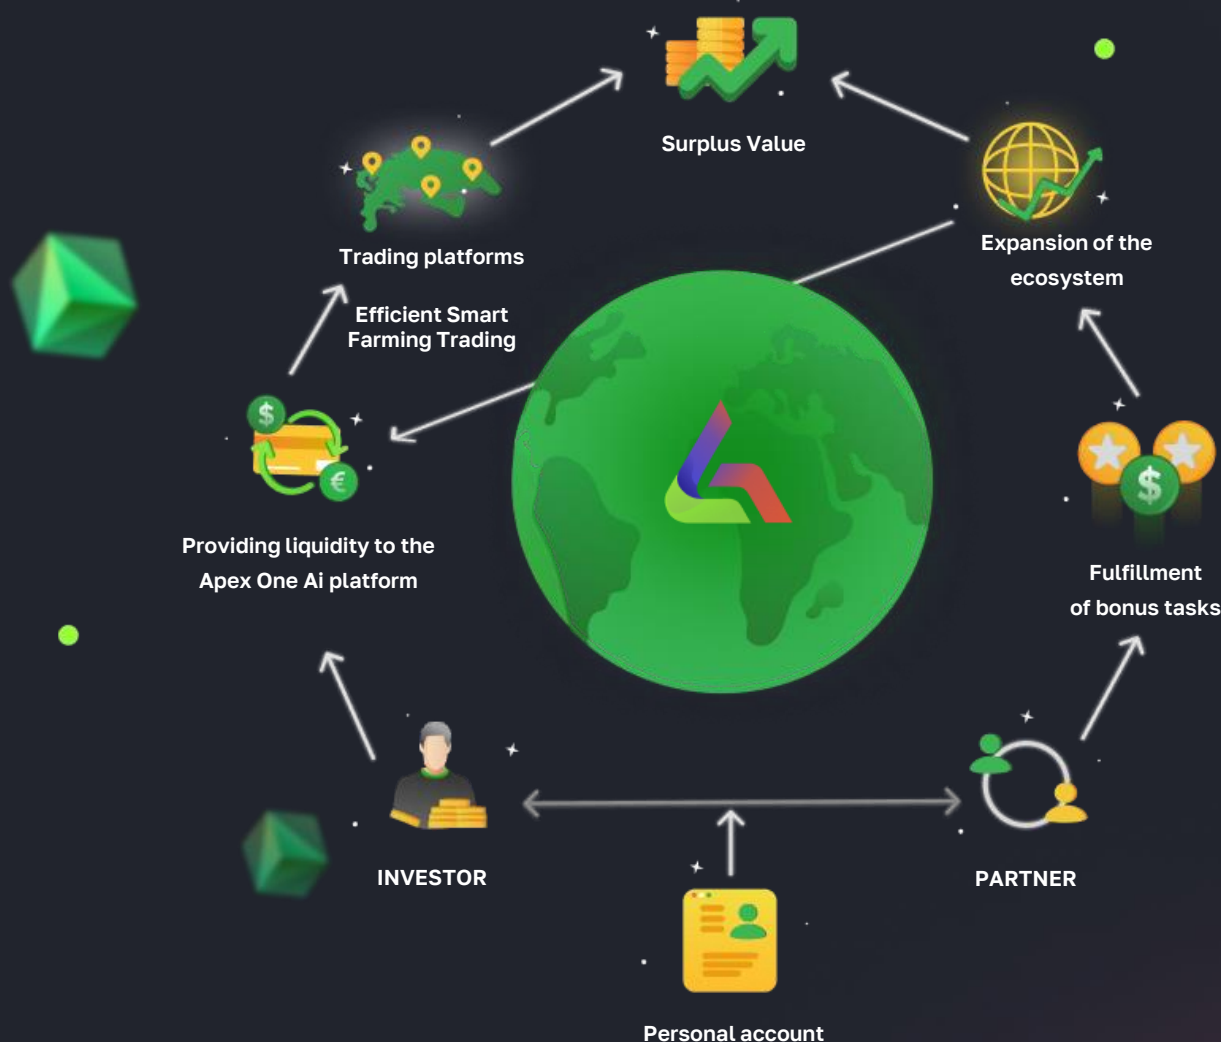 Surplus Value
Trading platforms
Expansion of the
ecosystem
Efficient Smart
Farming Trading
$
€
$
Providing liquidity to the
Apex One Ai platform
Fulfillment
of bonus tasks
INVESTOR
PARTNER
Personal account